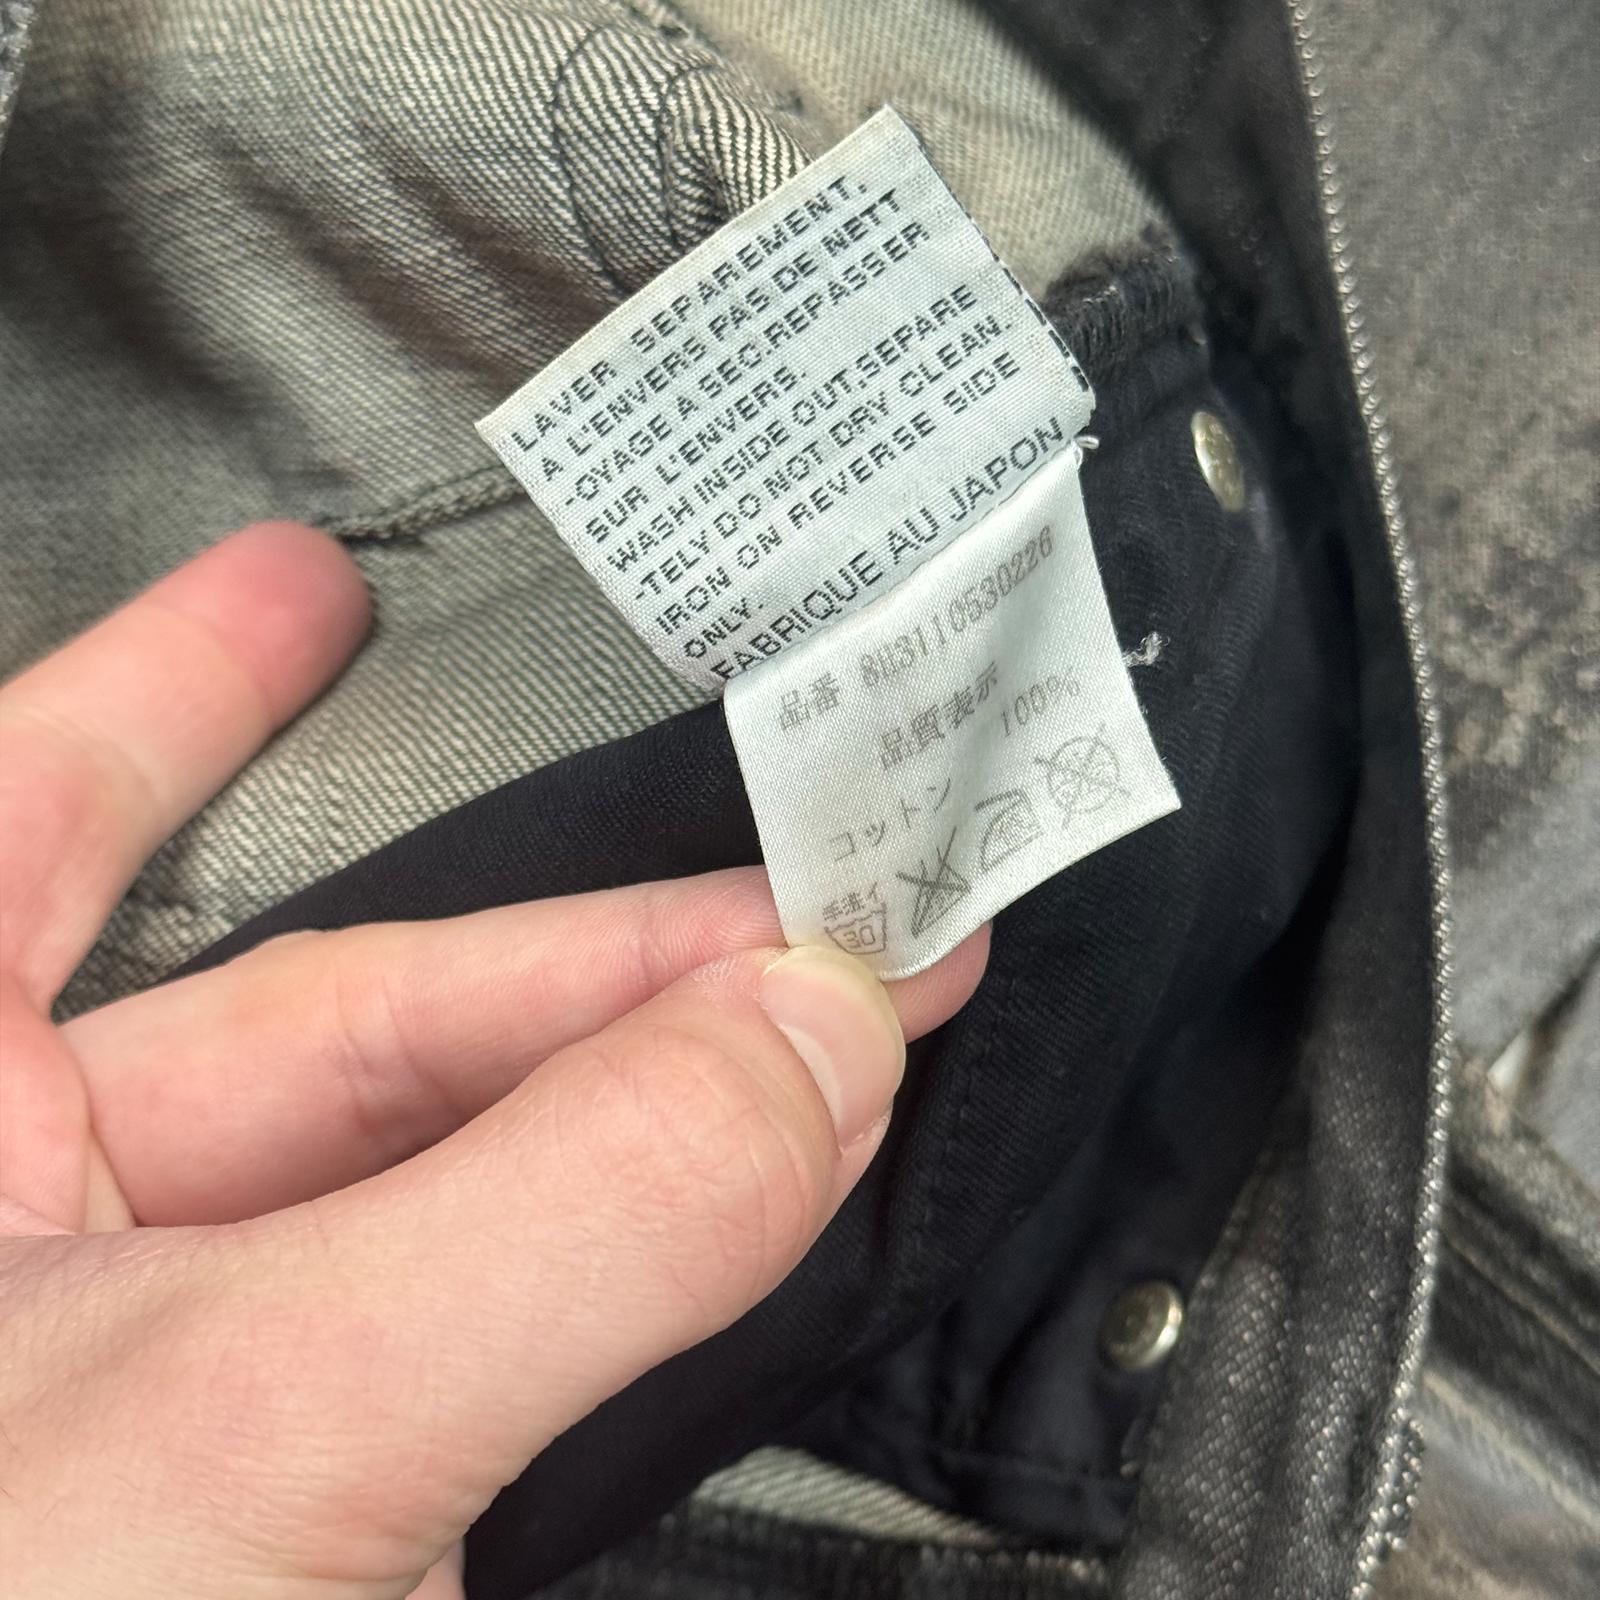 LAVER SEPAREMENT,
A L'ENVERS PAS DE NETT
-OYAGE A SEC.REPASSER
SUR L'ENVERS.
WASH INSIDE OUT,SEPARE
-TELY DO NOT DRY CLEAN.
IRON ON REVERSE SIDE
ONLY.
FABRIQUE AU JAPON
品番 803110530226
品質表示
コットン 100%
手洗イ
30